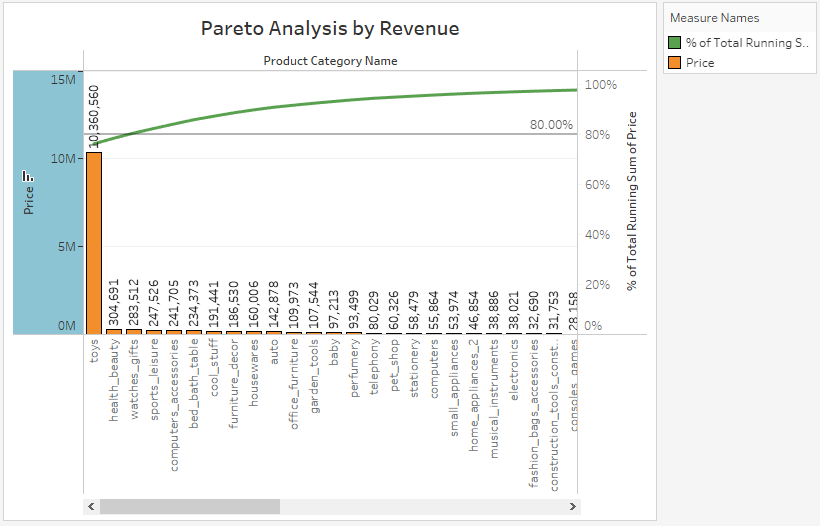 Pareto Analysis by Revenue
Measure Names
% of Total Running S..
Price
Product Category Name
15M
10M
5M
0M
Price
100%
80%
60%
40%
20%
0%
% of Total Running Sum of Price
80.00%
10,360,560
304,691
283,512
247,526
241,705
234,373
191,441
186,530
160,006
142,878
109,973
107,544
97,213
93,499
80,029
60,326
58,479
55,864
53,974
46,854
38,886
38,021
32,690
31,753
28,158
toys
health_beauty
watches_gifts
sports_leisure
computers_accessories
bed_bath_table
cool_stuff
furniture_decor
housewares
auto
office_furniture
garden_tools
baby
perfumery
telephony
pet_shop
stationery
computers
small_appliances
home_appliances_2
musical_instruments
electronics
fashion_bags_accessories
construction_tools_const..
consoles_games